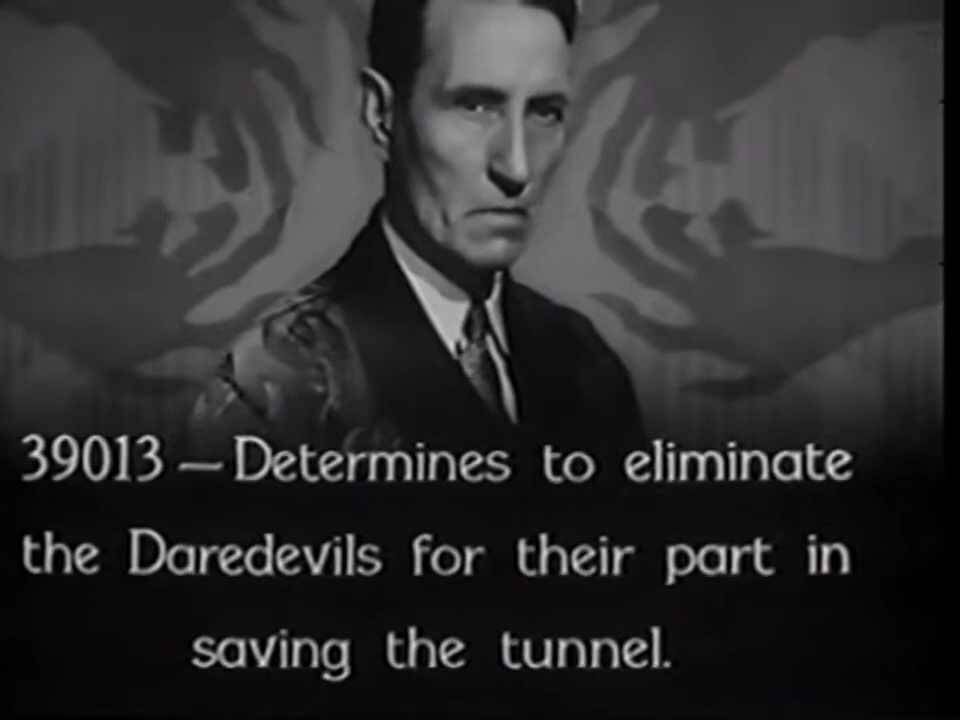 39013 — Determines to eliminate
the Daredevils for their part in
saving the tunnel.